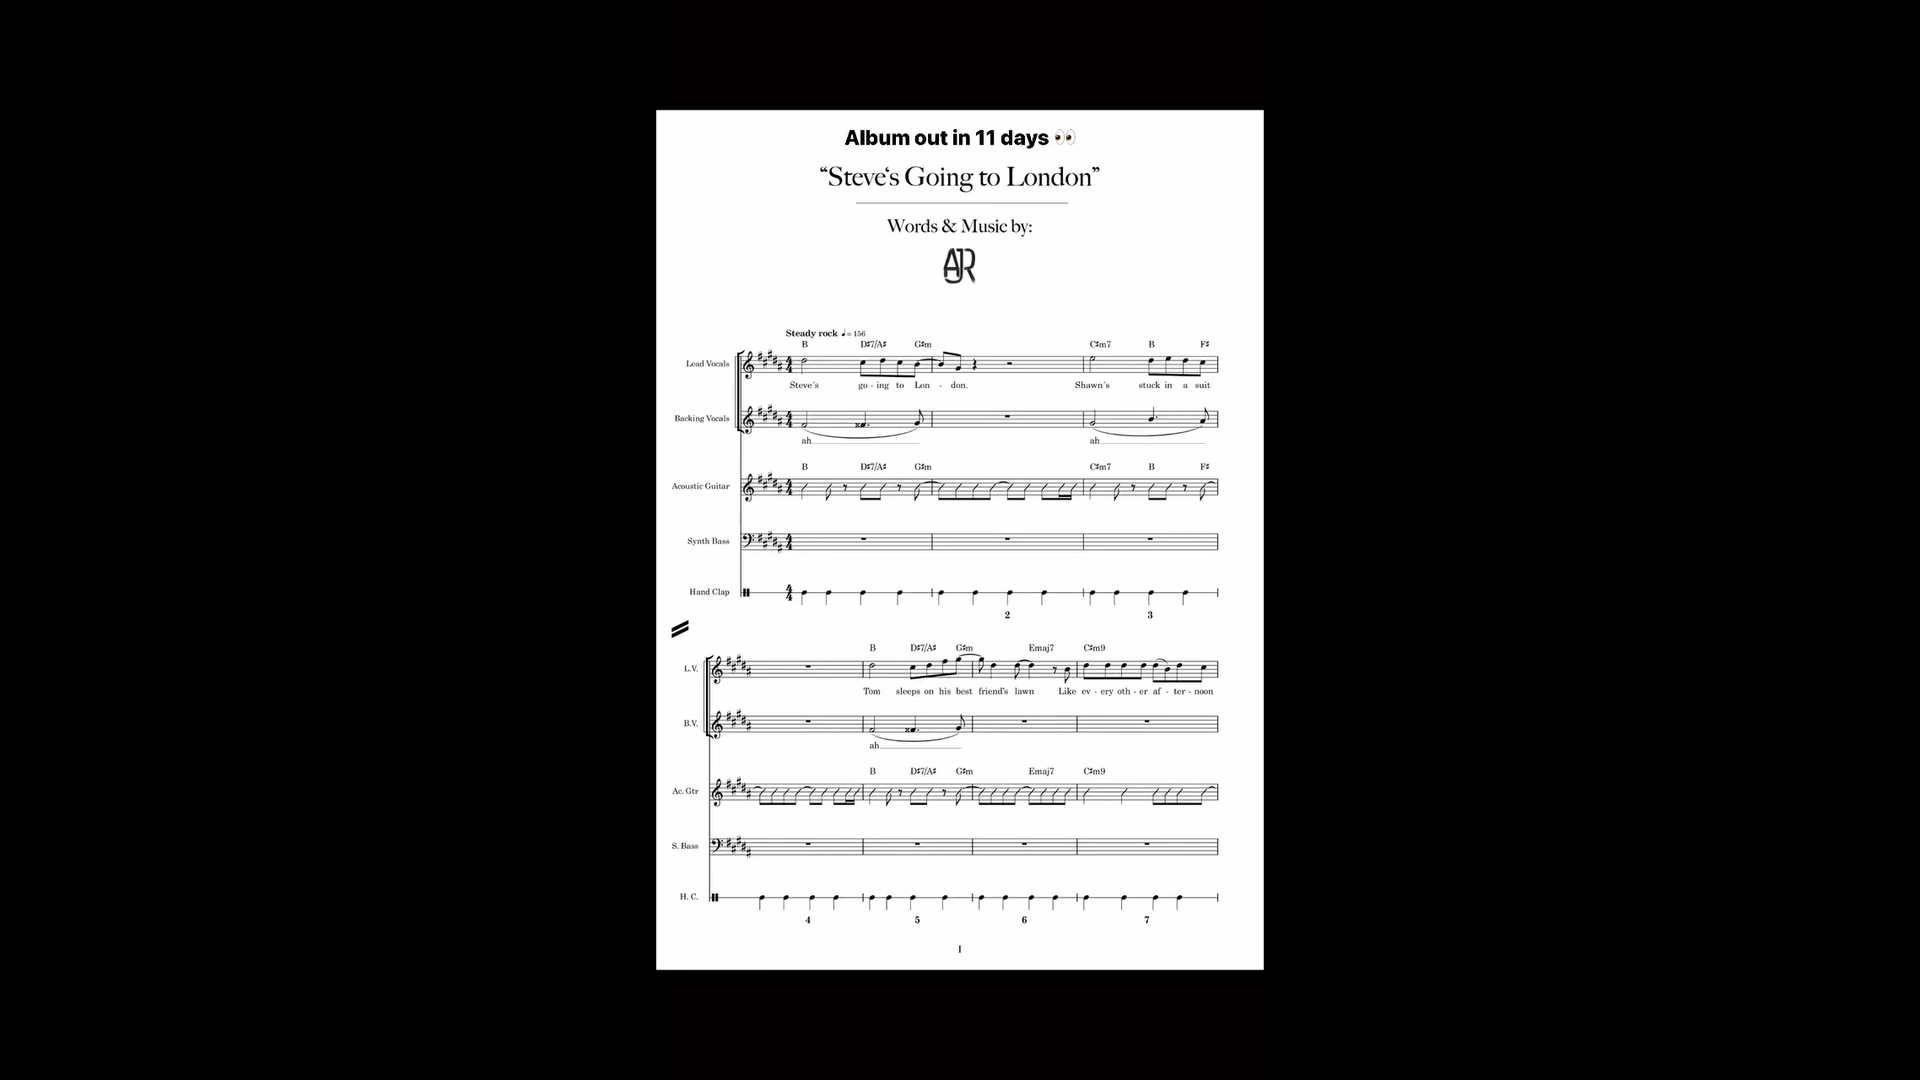 Album out in 11 days 👀
“Steve‘s Going to London”
Words & Music by:
AJR
Steady rock ♩= 156
B D♯7/A♯ G♯m C♯m7 B F♯
Lead Vocals
Steve´s go - ing to Lon - don. Shawn´s stuck in a suit
Backing Vocals
ah ah
B D♯7/A♯ G♯m C♯m7 B F♯
Acoustic Guitar
Synth Bass
Hand Clap
2 3
B D♯7/A♯ G♯m Emaj7 C♯m9
L.V.
Tom sleeps on his best friend's lawn Like ev - ery oth - er af - ter - noon
B.V.
ah
B D♯7/A♯ G♯m Emaj7 C♯m9
Ac. Gtr
S. Bass
H. C.
4 5 6 7
1